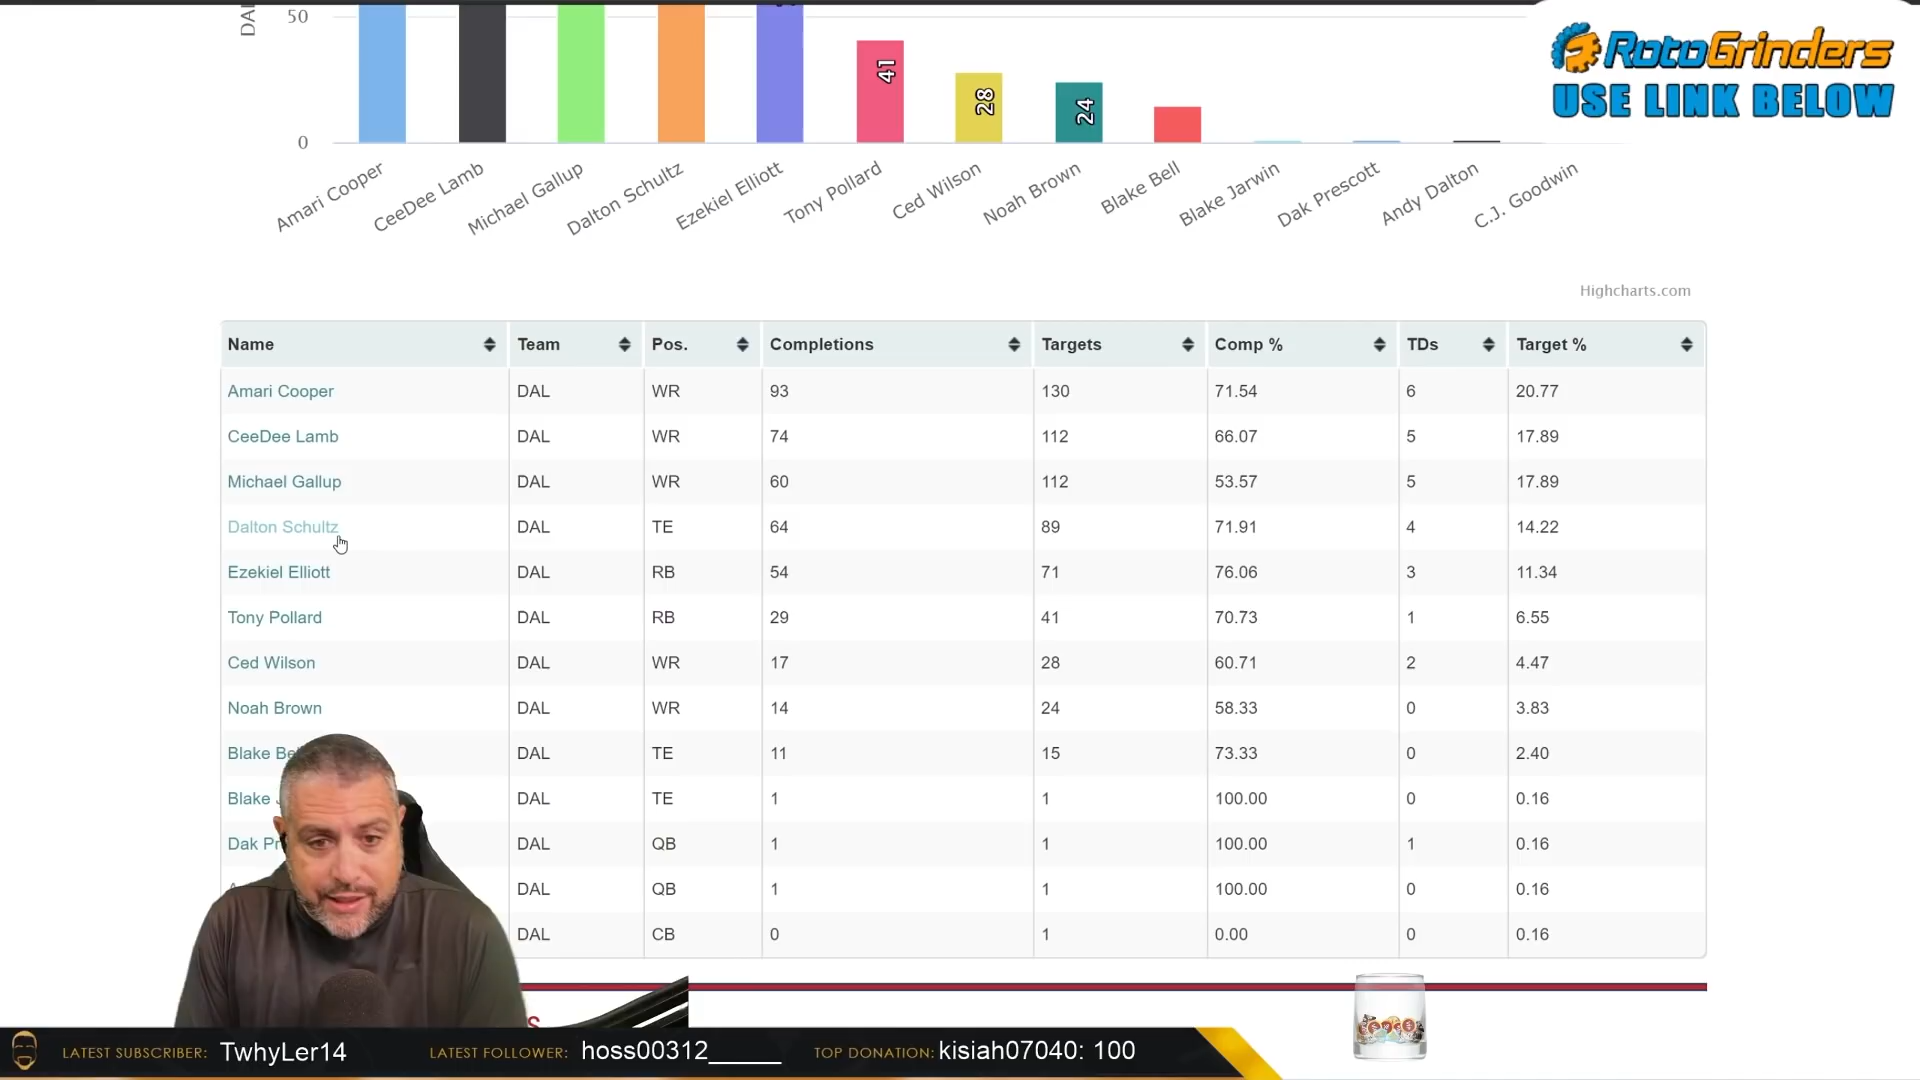 DAL
50
0
41
28
24
RotoGrinders
USE LINK BELOW
Amari Cooper
CeeDee Lamb
Michael Gallup
Dalton Schultz
Ezekiel Elliott
Tony Pollard
Ced Wilson
Noah Brown
Blake Bell
Blake Jarwin
Dak Prescott
Andy Dalton
C.J. Goodwin
Highcharts.com
Name Team Pos. Completions Targets Comp % TDs Target %
Amari Cooper DAL WR 93 130 71.54 6 20.77
CeeDee Lamb DAL WR 74 112 66.07 5 17.89
Michael Gallup DAL WR 60 112 53.57 5 17.89
Dalton Schultz DAL TE 64 89 71.91 4 14.22
Ezekiel Elliott DAL RB 54 71 76.06 3 11.34
Tony Pollard DAL RB 29 41 70.73 1 6.55
Ced Wilson DAL WR 17 28 60.71 2 4.47
Noah Brown DAL WR 14 24 58.33 0 3.83
Blake Be DAL TE 11 15 73.33 0 2.40
Blake DAL TE 1 1 100.00 0 0.16
Dak Pr DAL QB 1 1 100.00 1 0.16
DAL QB 1 1 100.00 0 0.16
DAL CB 0 1 0.00 0 0.16
LATEST SUBSCRIBER: TwhyLer14 LATEST FOLLOWER: hoss00312_____ TOP DONATION: kisiah07040: 100